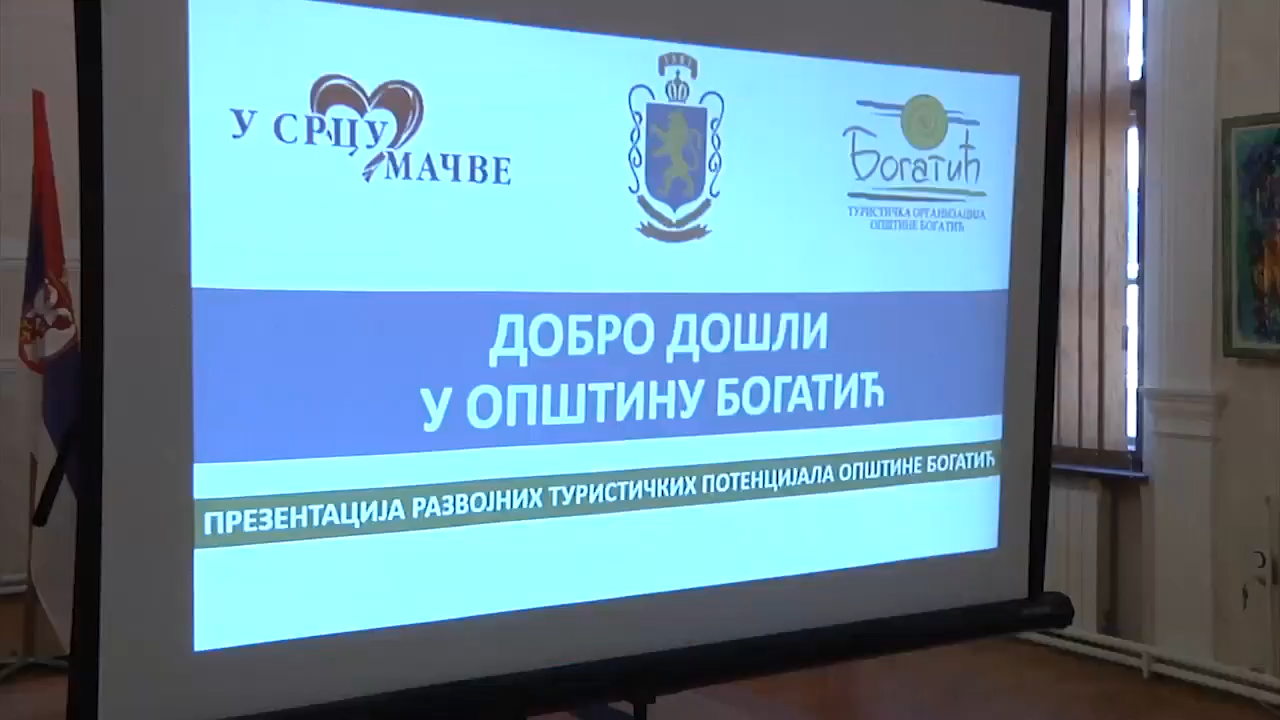 У СРЦУ
МАЧВЕ
Богатић
ТУРИСТИЧКА ОРГАНИЗАЦИЈА
ОПШТИНЕ БОГАТИЋ
ДОБРО ДОШЛИ
У ОПШТИНУ БОГАТИЋ
ПРЕЗЕНТАЦИЈА РАЗВОЈНИХ ТУРИСТИЧКИХ ПОТЕНЦИЈАЛА ОПШТИНЕ БОГАТИЋ